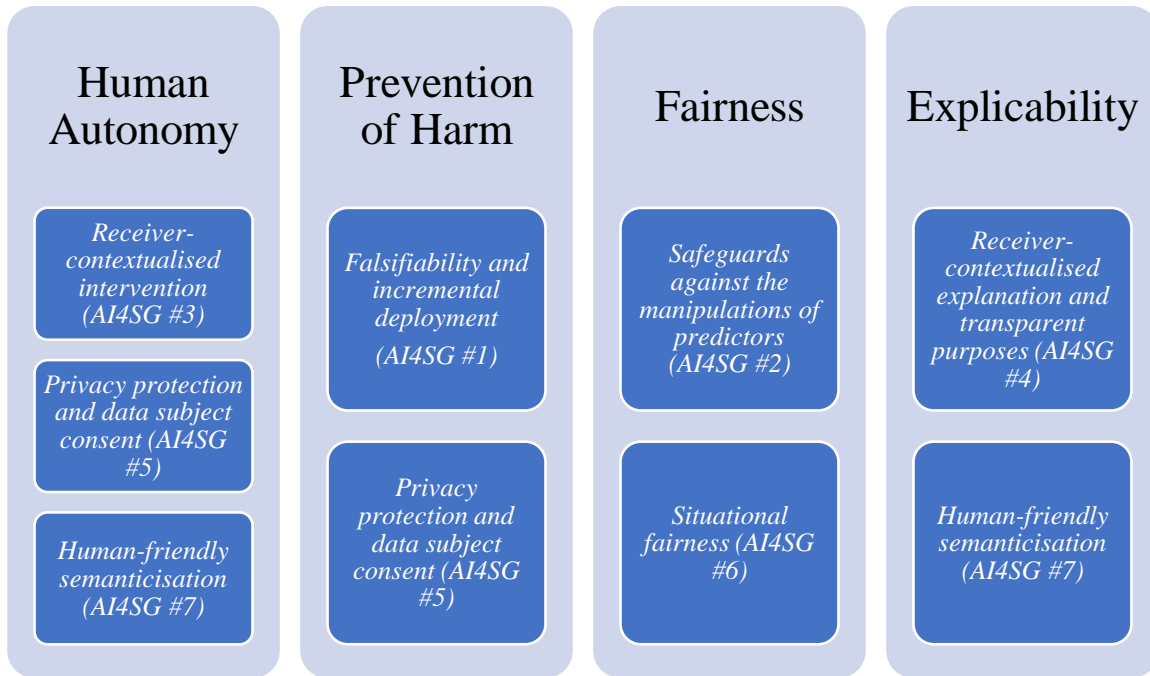 Human
Autonomy
Receiver-
contextualised
intervention
(AI4SG #3)
Privacy protection
and data subject
consent (AI4SG
#5)
Human-friendly
semanticisation
(AI4SG #7)
Prevention
of Harm
Falsifiability and
incremental
deployment
(AI4SG #1)
Privacy
protection and
data subject
consent (AI4SG
#5)
Fairness
Safeguards
against the
manipulations of
predictors
(AI4SG #2)
Situational
fairness (AI4SG
#6)
Explicability
Receiver-
contextualised
explanation and
transparent
purposes (AI4SG
#4)
Human-friendly
semanticisation
(AI4SG #7)